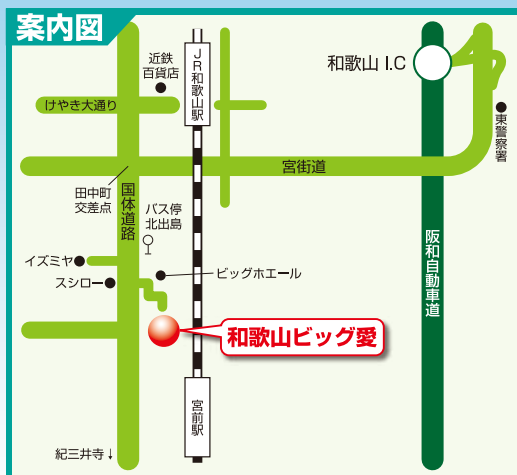 案内図
近鉄
百貨店
JR和歌山駅
和歌山 I.C
けやき大通り
東警察署
宮街道
田中町
交差点
国体道路
バス停
北出島
イズミヤ
スシロー
ビッグホエール
阪和自動車道
和歌山ビッグ愛
宮前駅
紀三井寺↓